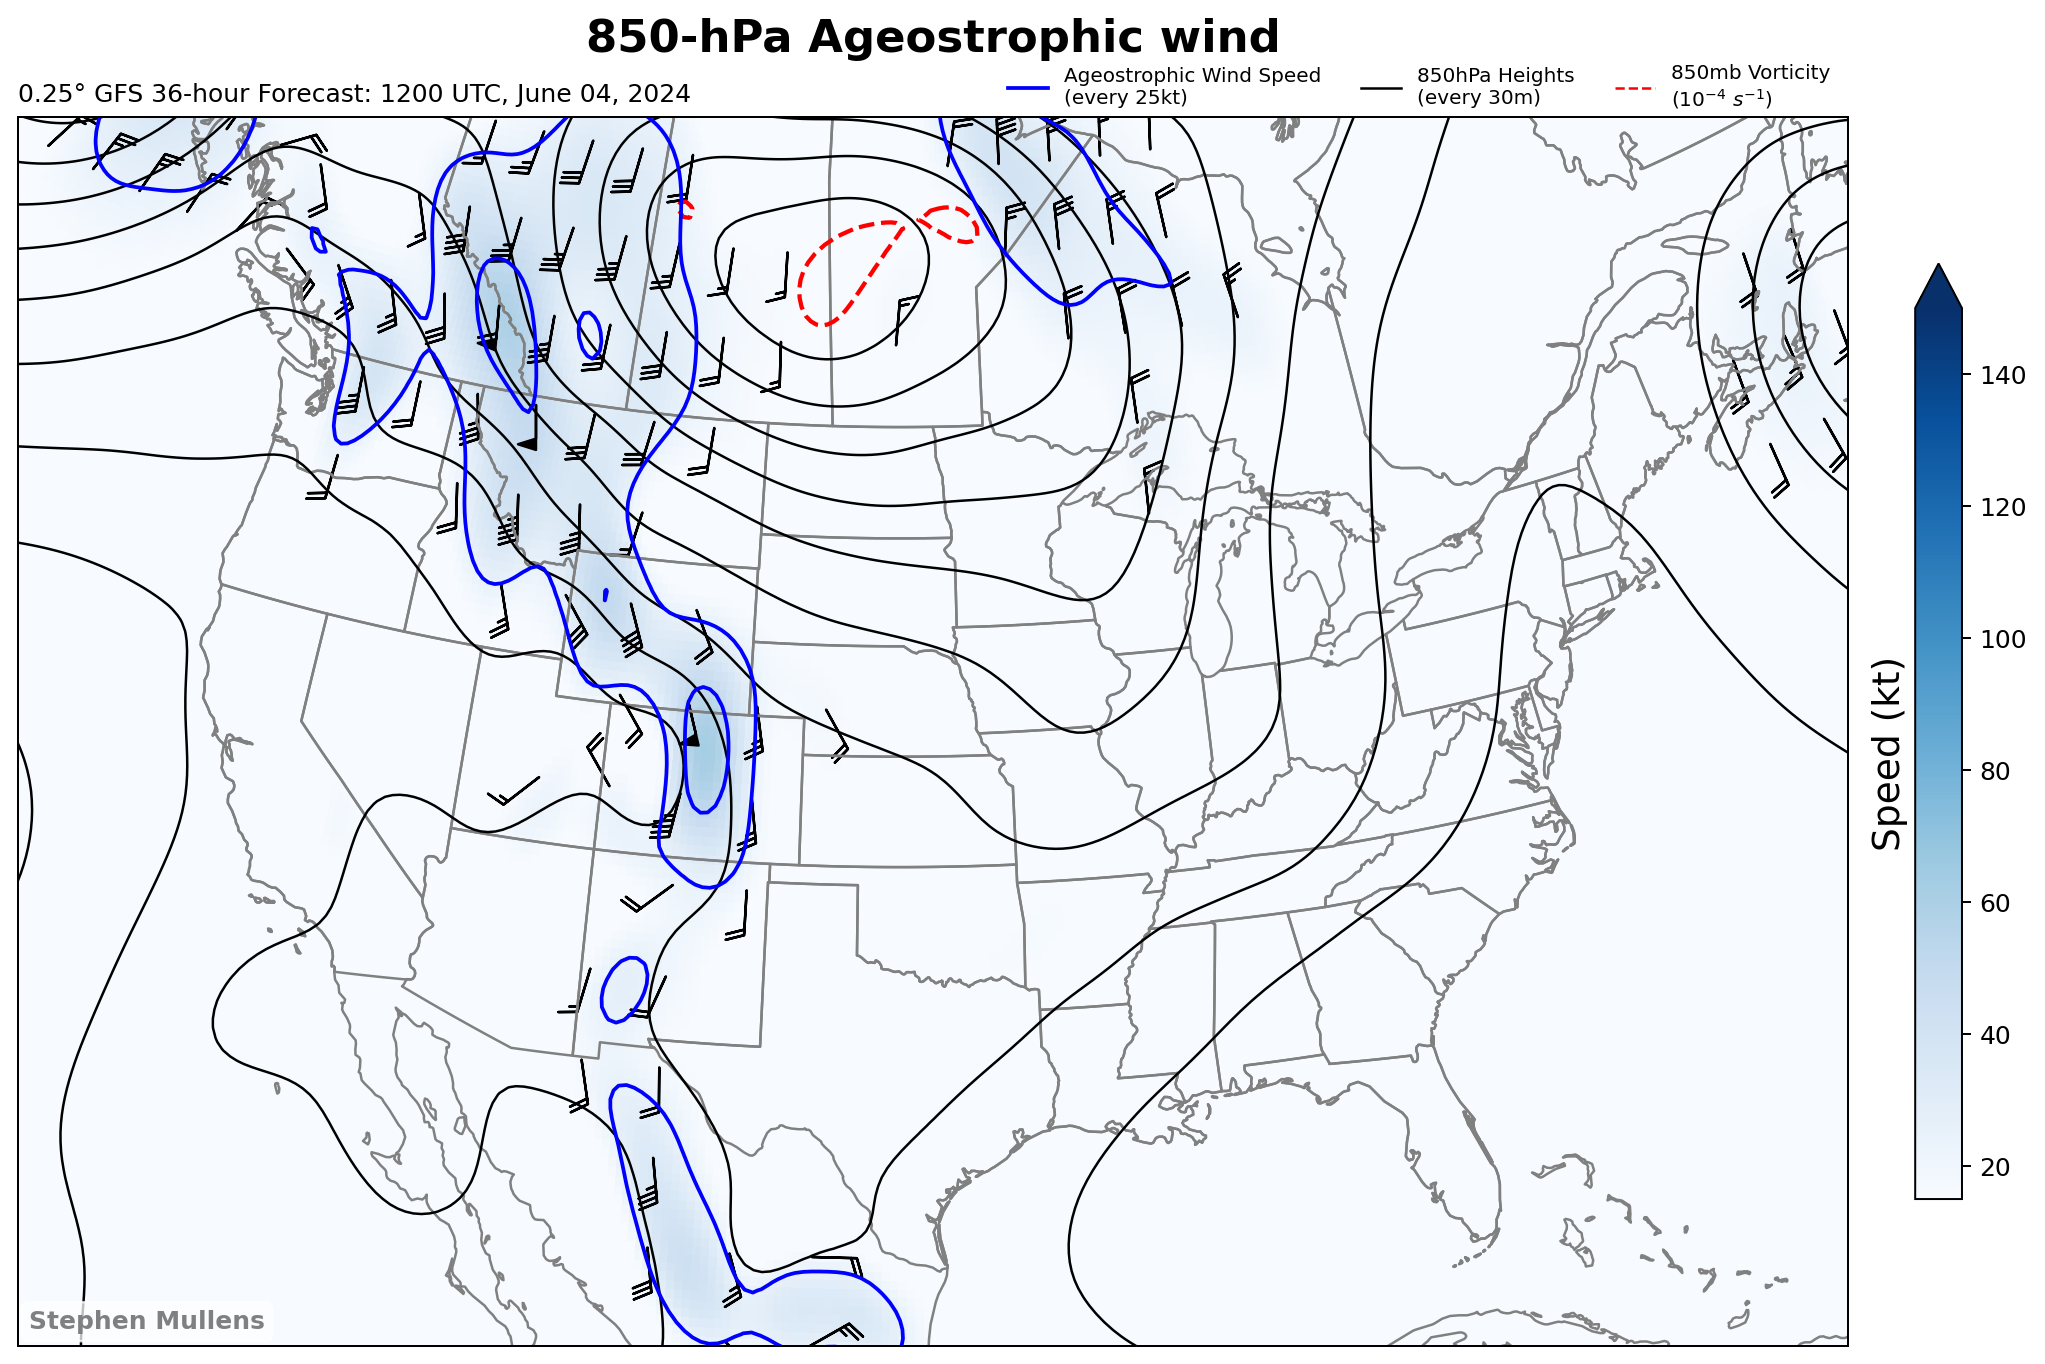 850-hPa Ageostrophic wind
0.25° GFS 36-hour Forecast: 1200 UTC, June 04, 2024
Ageostrophic Wind Speed
(every 25kt)
850hPa Heights
(every 30m)
850mb Vorticity
(10⁻⁴ s⁻¹)
140
120
100
80
60
40
20
Speed (kt)
Stephen Mullens